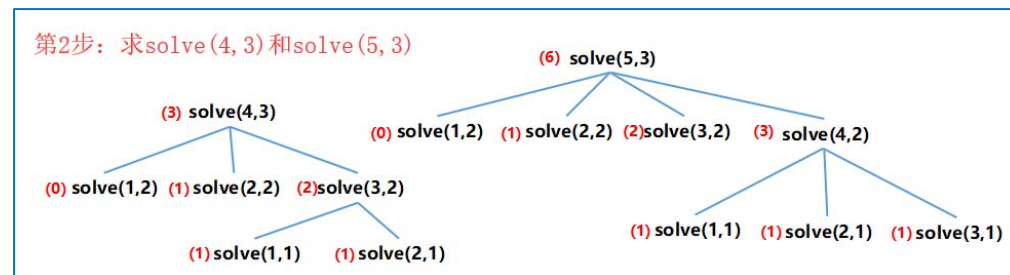 第2步：求solve(4,3)和solve(5,3)
(6) solve(5,3)
(3) solve(4,3)
(0) solve(1,2) (1) solve(2,2) (2)solve(3,2) (3) solve(4,2)
(0) solve(1,2) (1) solve(2,2) (2)solve(3,2)
(1) solve(1,1) (1) solve(2,1) (1) solve(3,1)
(1) solve(1,1) (1) solve(2,1)